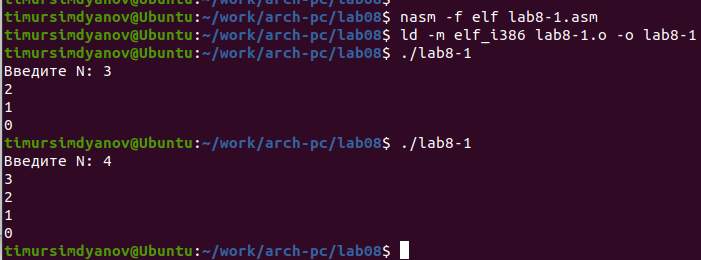 timursimdyanov@Ubuntu:~/work/arch-pc/lab08$ nasm -f elf lab8-1.asm
timursimdyanov@Ubuntu:~/work/arch-pc/lab08$ ld -m elf_i386 lab8-1.o -o lab8-1
timursimdyanov@Ubuntu:~/work/arch-pc/lab08$ ./lab8-1
Введите N: 3
2
1
0
timursimdyanov@Ubuntu:~/work/arch-pc/lab08$ ./lab8-1
Введите N: 4
3
2
1
0
timursimdyanov@Ubuntu:~/work/arch-pc/lab08$